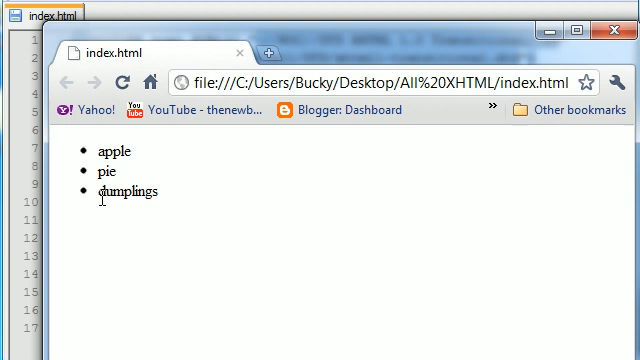 index.html
index.html
file:///C:/Users/Bucky/Desktop/All%20XHTML/index.html
Yahoo! YouTube - thenewb... Blogger: Dashboard » Other bookmarks
• apple
• pie
• dumplings
1
2
3
4
5
6
7
8
9
10
11
12
13
14
15
16
17